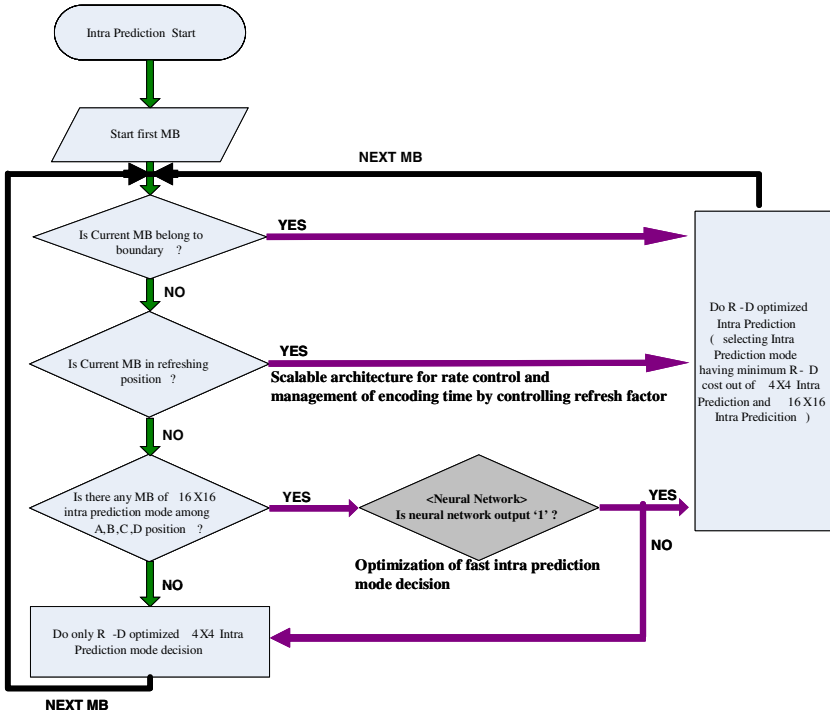 Intra Prediction Start
Start first MB
NEXT MB
Is Current MB belong to
boundary ?
YES
NO
Is Current MB in refreshing
position ?
YES
Scalable architecture for rate control and
management of encoding time by controlling refresh factor
Do R -D optimized
Intra Prediction
( selecting Intra
Prediction mode
having minimum R- D
cost out of 4X4 Intra
Prediction and 16 X16
Intra Predicition )
NO
Is there any MB of 16 X16
intra prediction mode among
A,B,C,D position ?
YES
<Neural Network>
Is neural network output ‘1’ ?
YES
NO
Optimization of fast intra prediction
mode decision
NO
Do only R -D optimized 4X4 Intra
Prediction mode decision
NEXT MB